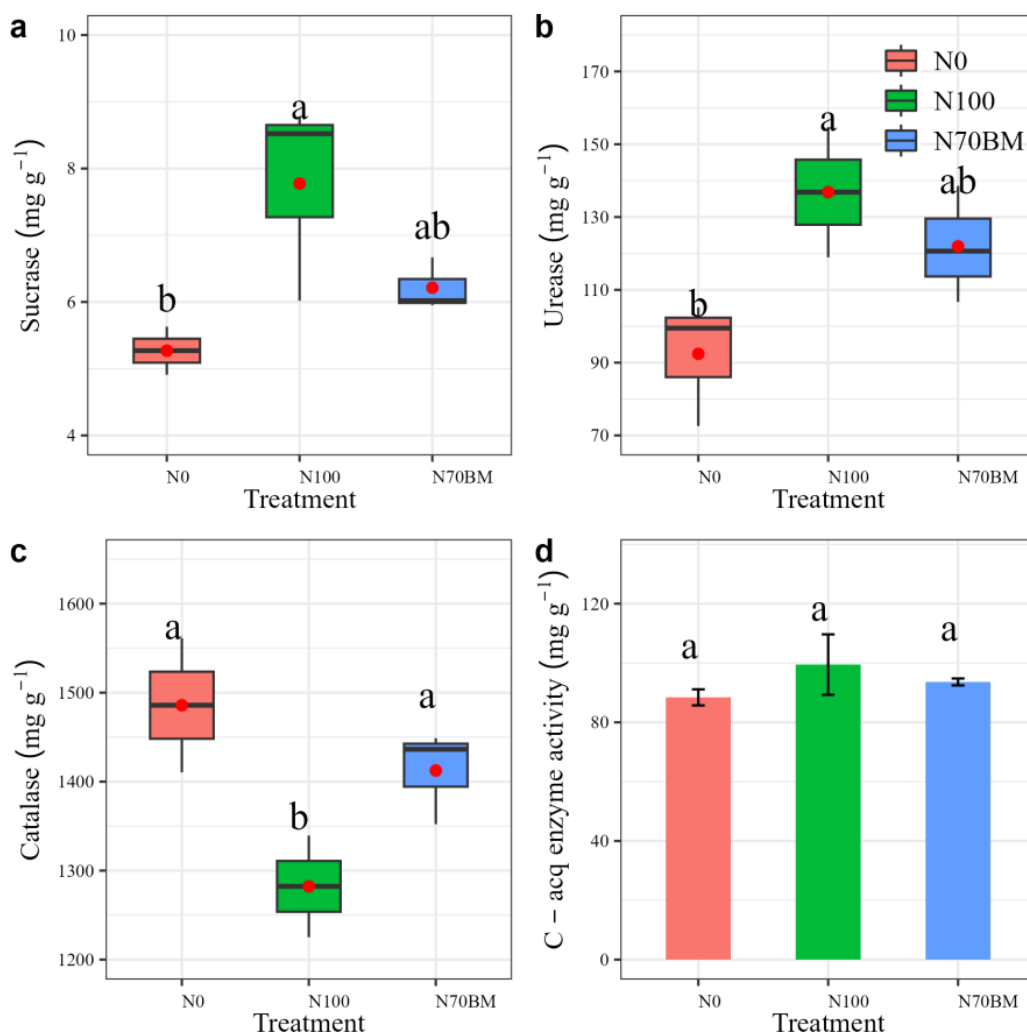 a
Sucrase (mg g⁻¹)
10
8
6
4
b
a
ab
N0
N100
N70BM
Treatment
b
Urease (mg g⁻¹)
170
150
130
110
90
70
b
a
ab
N0
N100
N70BM
N0
N100
N70BM
Treatment
c
Catalase (mg g⁻¹)
1600
1500
1400
1300
1200
a
b
a
N0
N100
N70BM
Treatment
d
C − acq enzyme activity (mg g⁻¹)
120
80
40
0
a
a
a
N0
N100
N70BM
Treatment